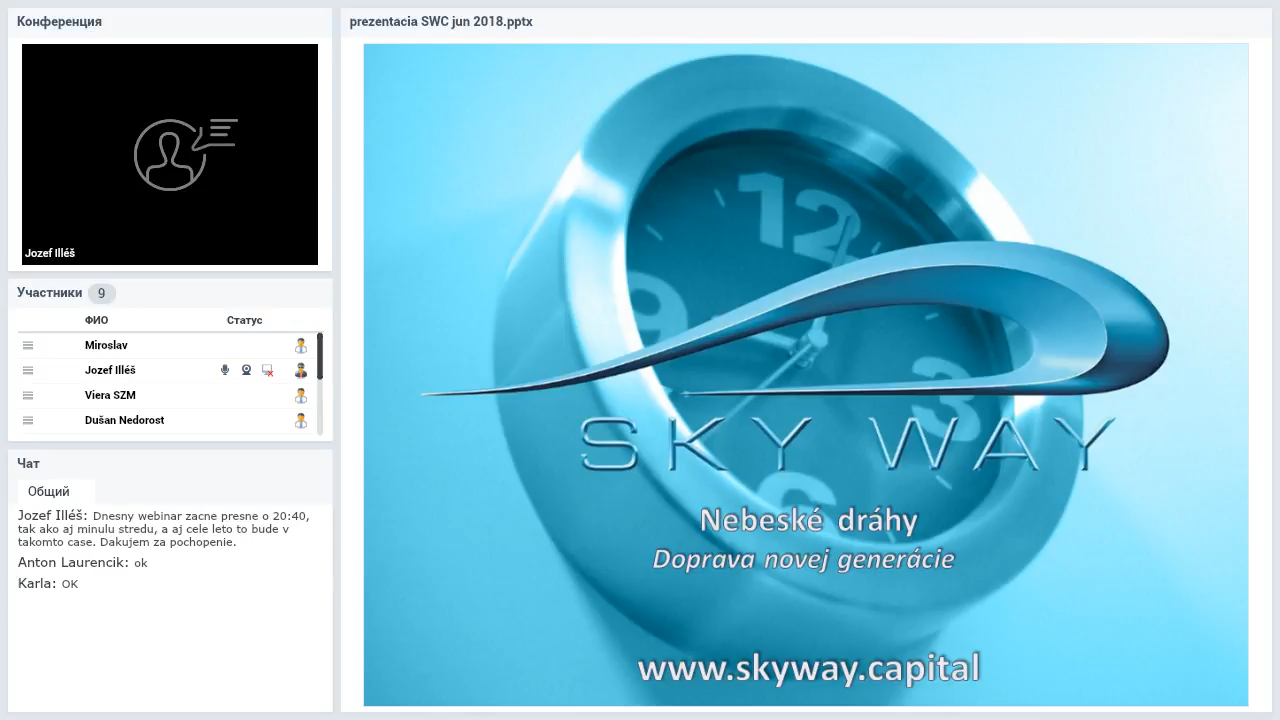 Конференция
Jozef Illéš
Участники 9
ФИО Статус
Miroslav
Jozef Illéš
Viera SZM
Dušan Nedorost
Чат
Общий
Jozef Illéš: Dnesny webinar zacne presne o 20:40,
tak ako aj minulu stredu, a aj cele leto to bude v
takomto case. Dakujem za pochopenie.
Anton Laurencik: ok
Karla: OK
prezentacia SWC jun 2018.pptx
12
9
3
6
SKY WAY
Nebeské dráhy
Doprava novej generácie
www.skyway.capital